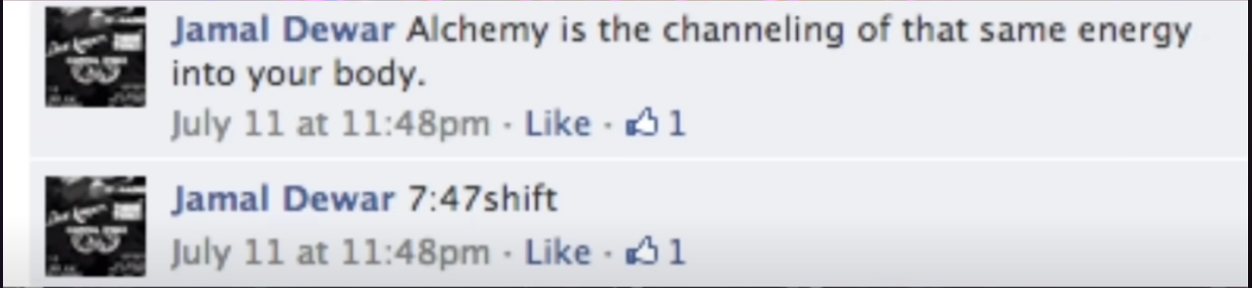 Jamal Dewar Alchemy is the channeling of that same energy
into your body.
July 11 at 11:48pm · Like · 1
Jamal Dewar 7:47shift
July 11 at 11:48pm · Like · 1